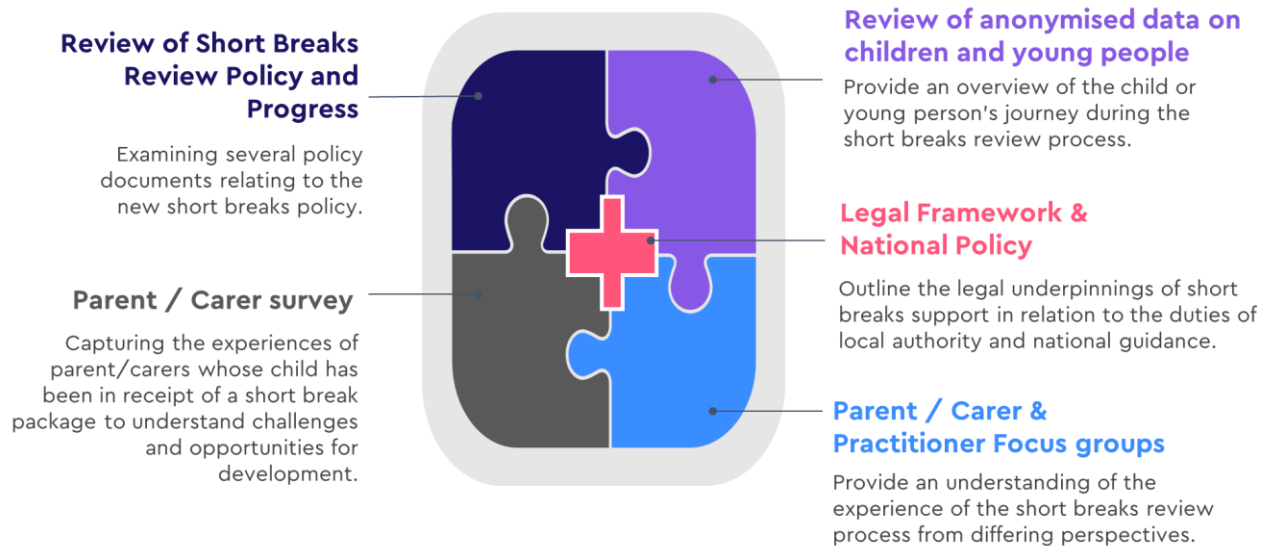 Review of Short Breaks
Review Policy and
Progress
Examining several policy
documents relating to the
new short breaks policy.
Parent / Carer survey
Capturing the experiences of
parent/carers whose child has
been in receipt of a short break
package to understand challenges
and opportunities for
development.
Review of anonymised data on
children and young people
Provide an overview of the child or
young person's journey during the
short breaks review process.
Legal Framework &
National Policy
Outline the legal underpinnings of short
breaks support in relation to the duties of
local authority and national guidance.
Parent / Carer &
Practitioner Focus groups
Provide an understanding of the
experience of the short breaks review
process from differing perspectives.